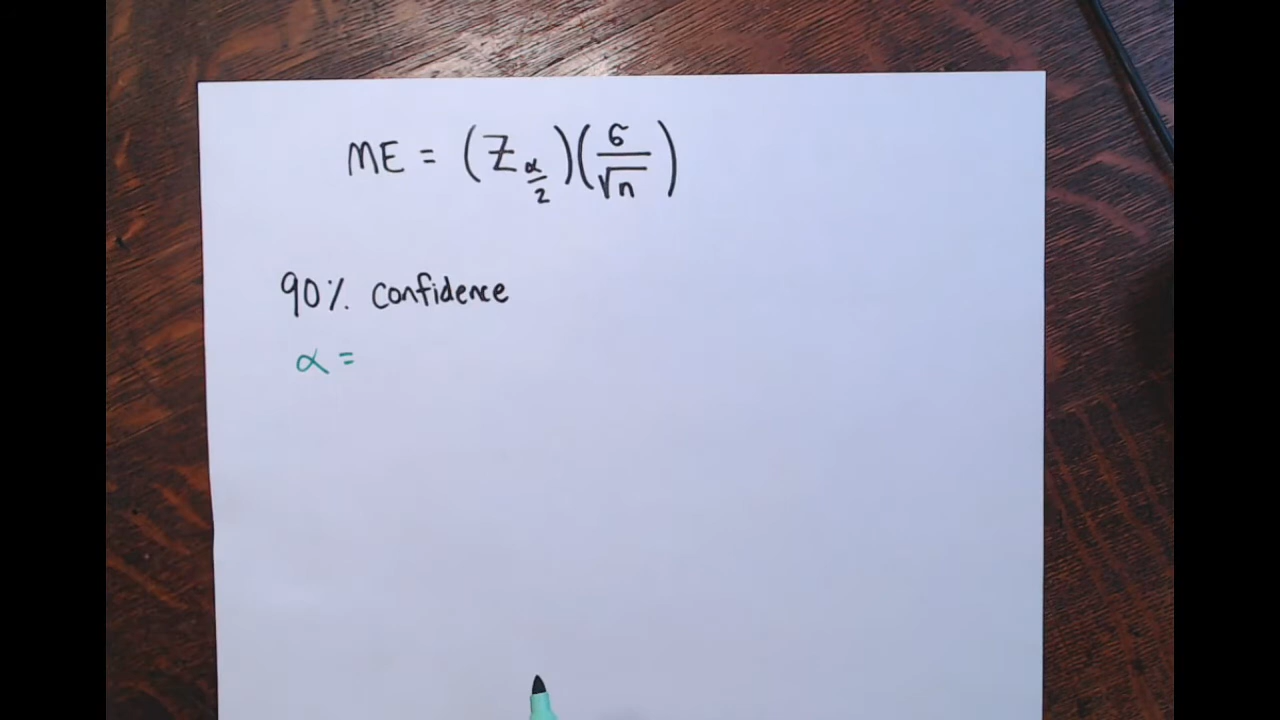 ME = (Z α/2)(σ/√n)
90% confidence
α =